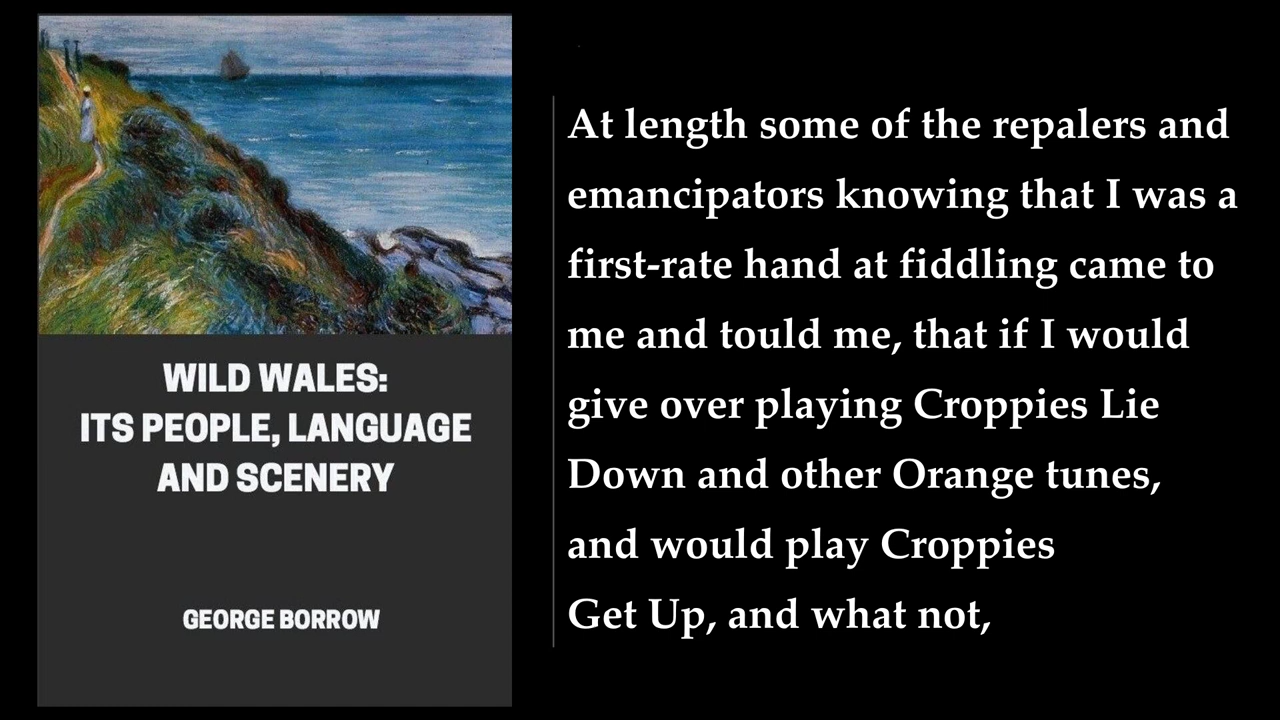 WILD WALES:
ITS PEOPLE, LANGUAGE
AND SCENERY
GEORGE BORROW
At length some of the repalers and
emancipators knowing that I was a
first-rate hand at fiddling came to
me and tould me, that if I would
give over playing Croppies Lie
Down and other Orange tunes,
and would play Croppies
Get Up, and what not,